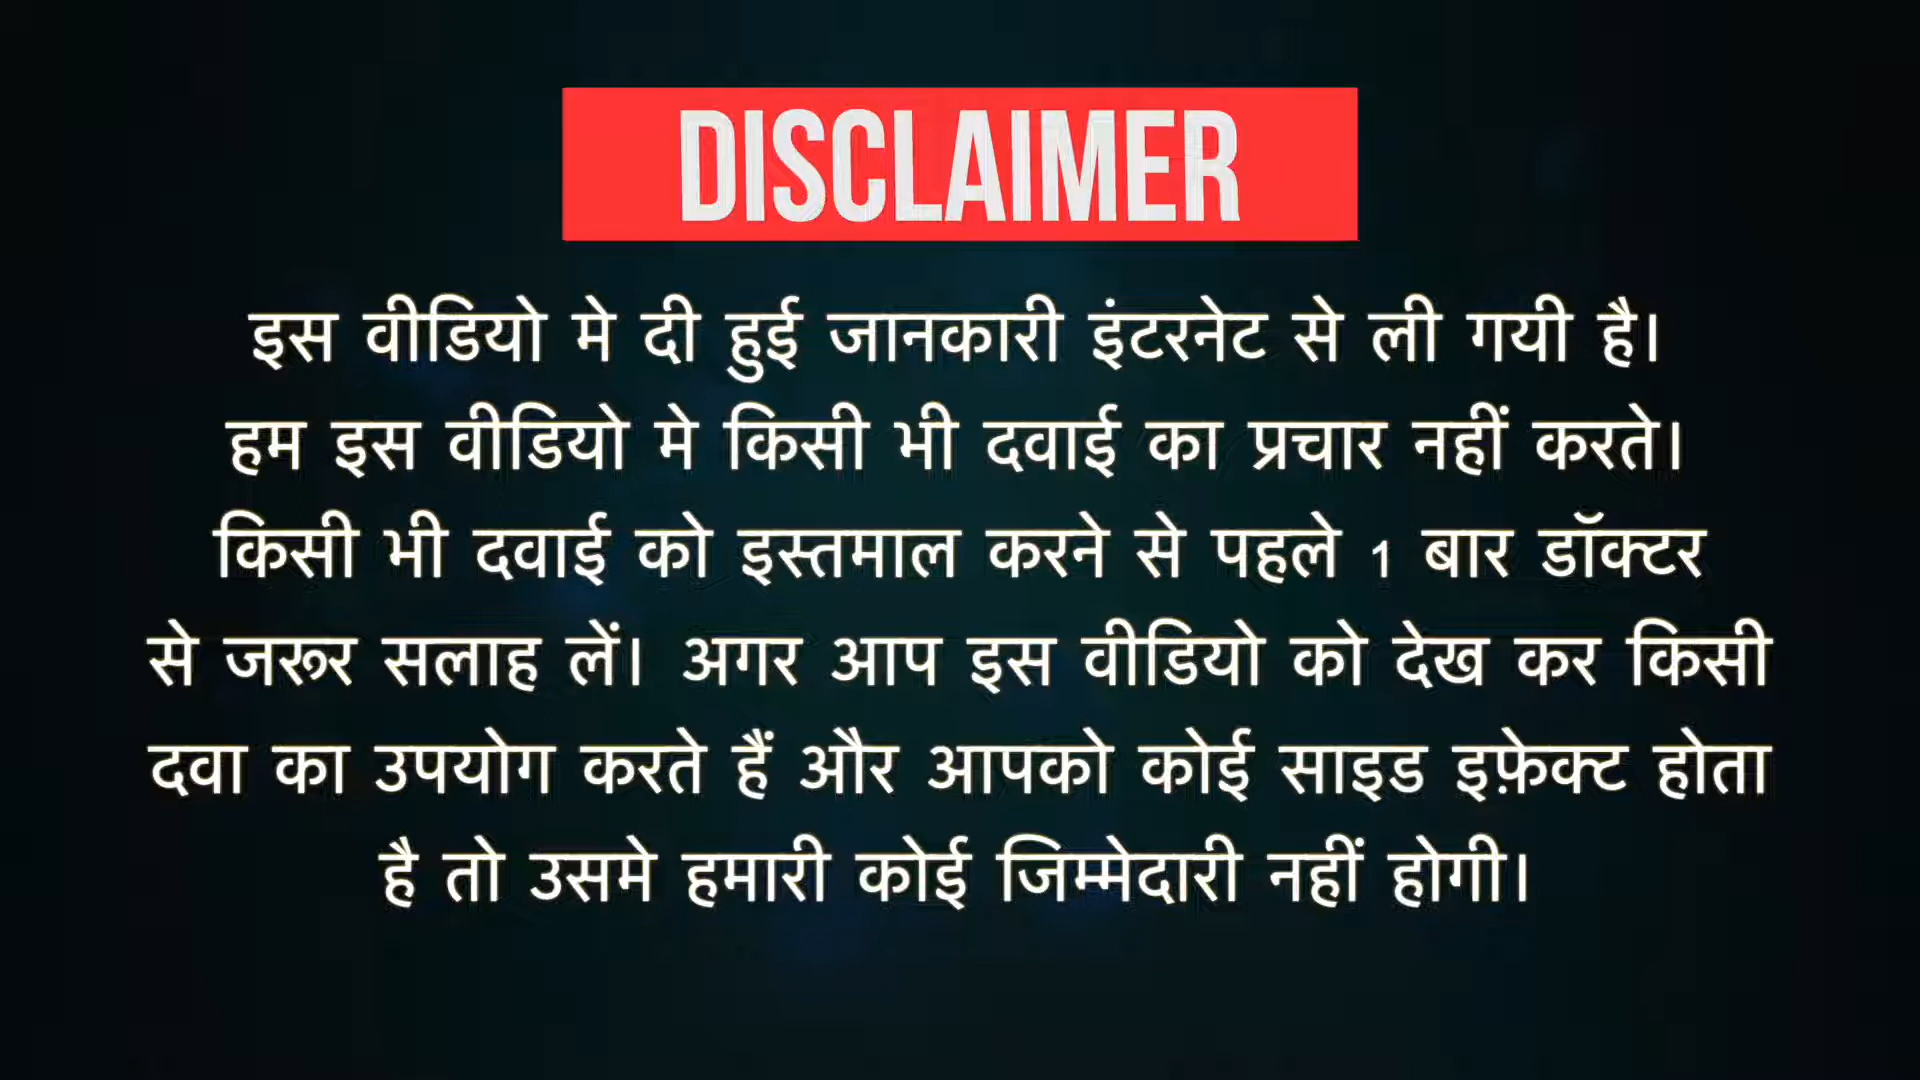 DISCLAIMER
इस वीडियो मे दी हुई जानकारी इंटरनेट से ली गयी है।
हम इस वीडियो मे किसी भी दवाई का प्रचार नहीं करते।
किसी भी दवाई को इस्तमाल करने से पहले 1 बार डॉक्टर
से जरूर सलाह लें। अगर आप इस वीडियो को देख कर किसी
दवा का उपयोग करते हैं और आपको कोई साइड इफ़ेक्ट होता
है तो उसमे हमारी कोई जिम्मेदारी नहीं होगी।